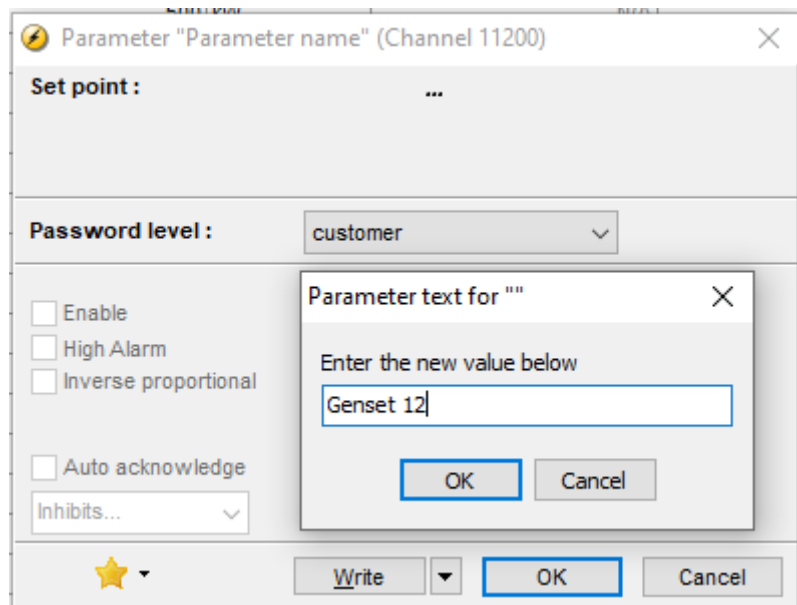 Parameter "Parameter name" (Channel 11200)
Set point :
...
Password level :
customer
Parameter text for ""
Enter the new value below
Genset 12
OK
Cancel
Enable
High Alarm
Inverse proportional
Auto acknowledge
Inhibits...
Write
OK
Cancel